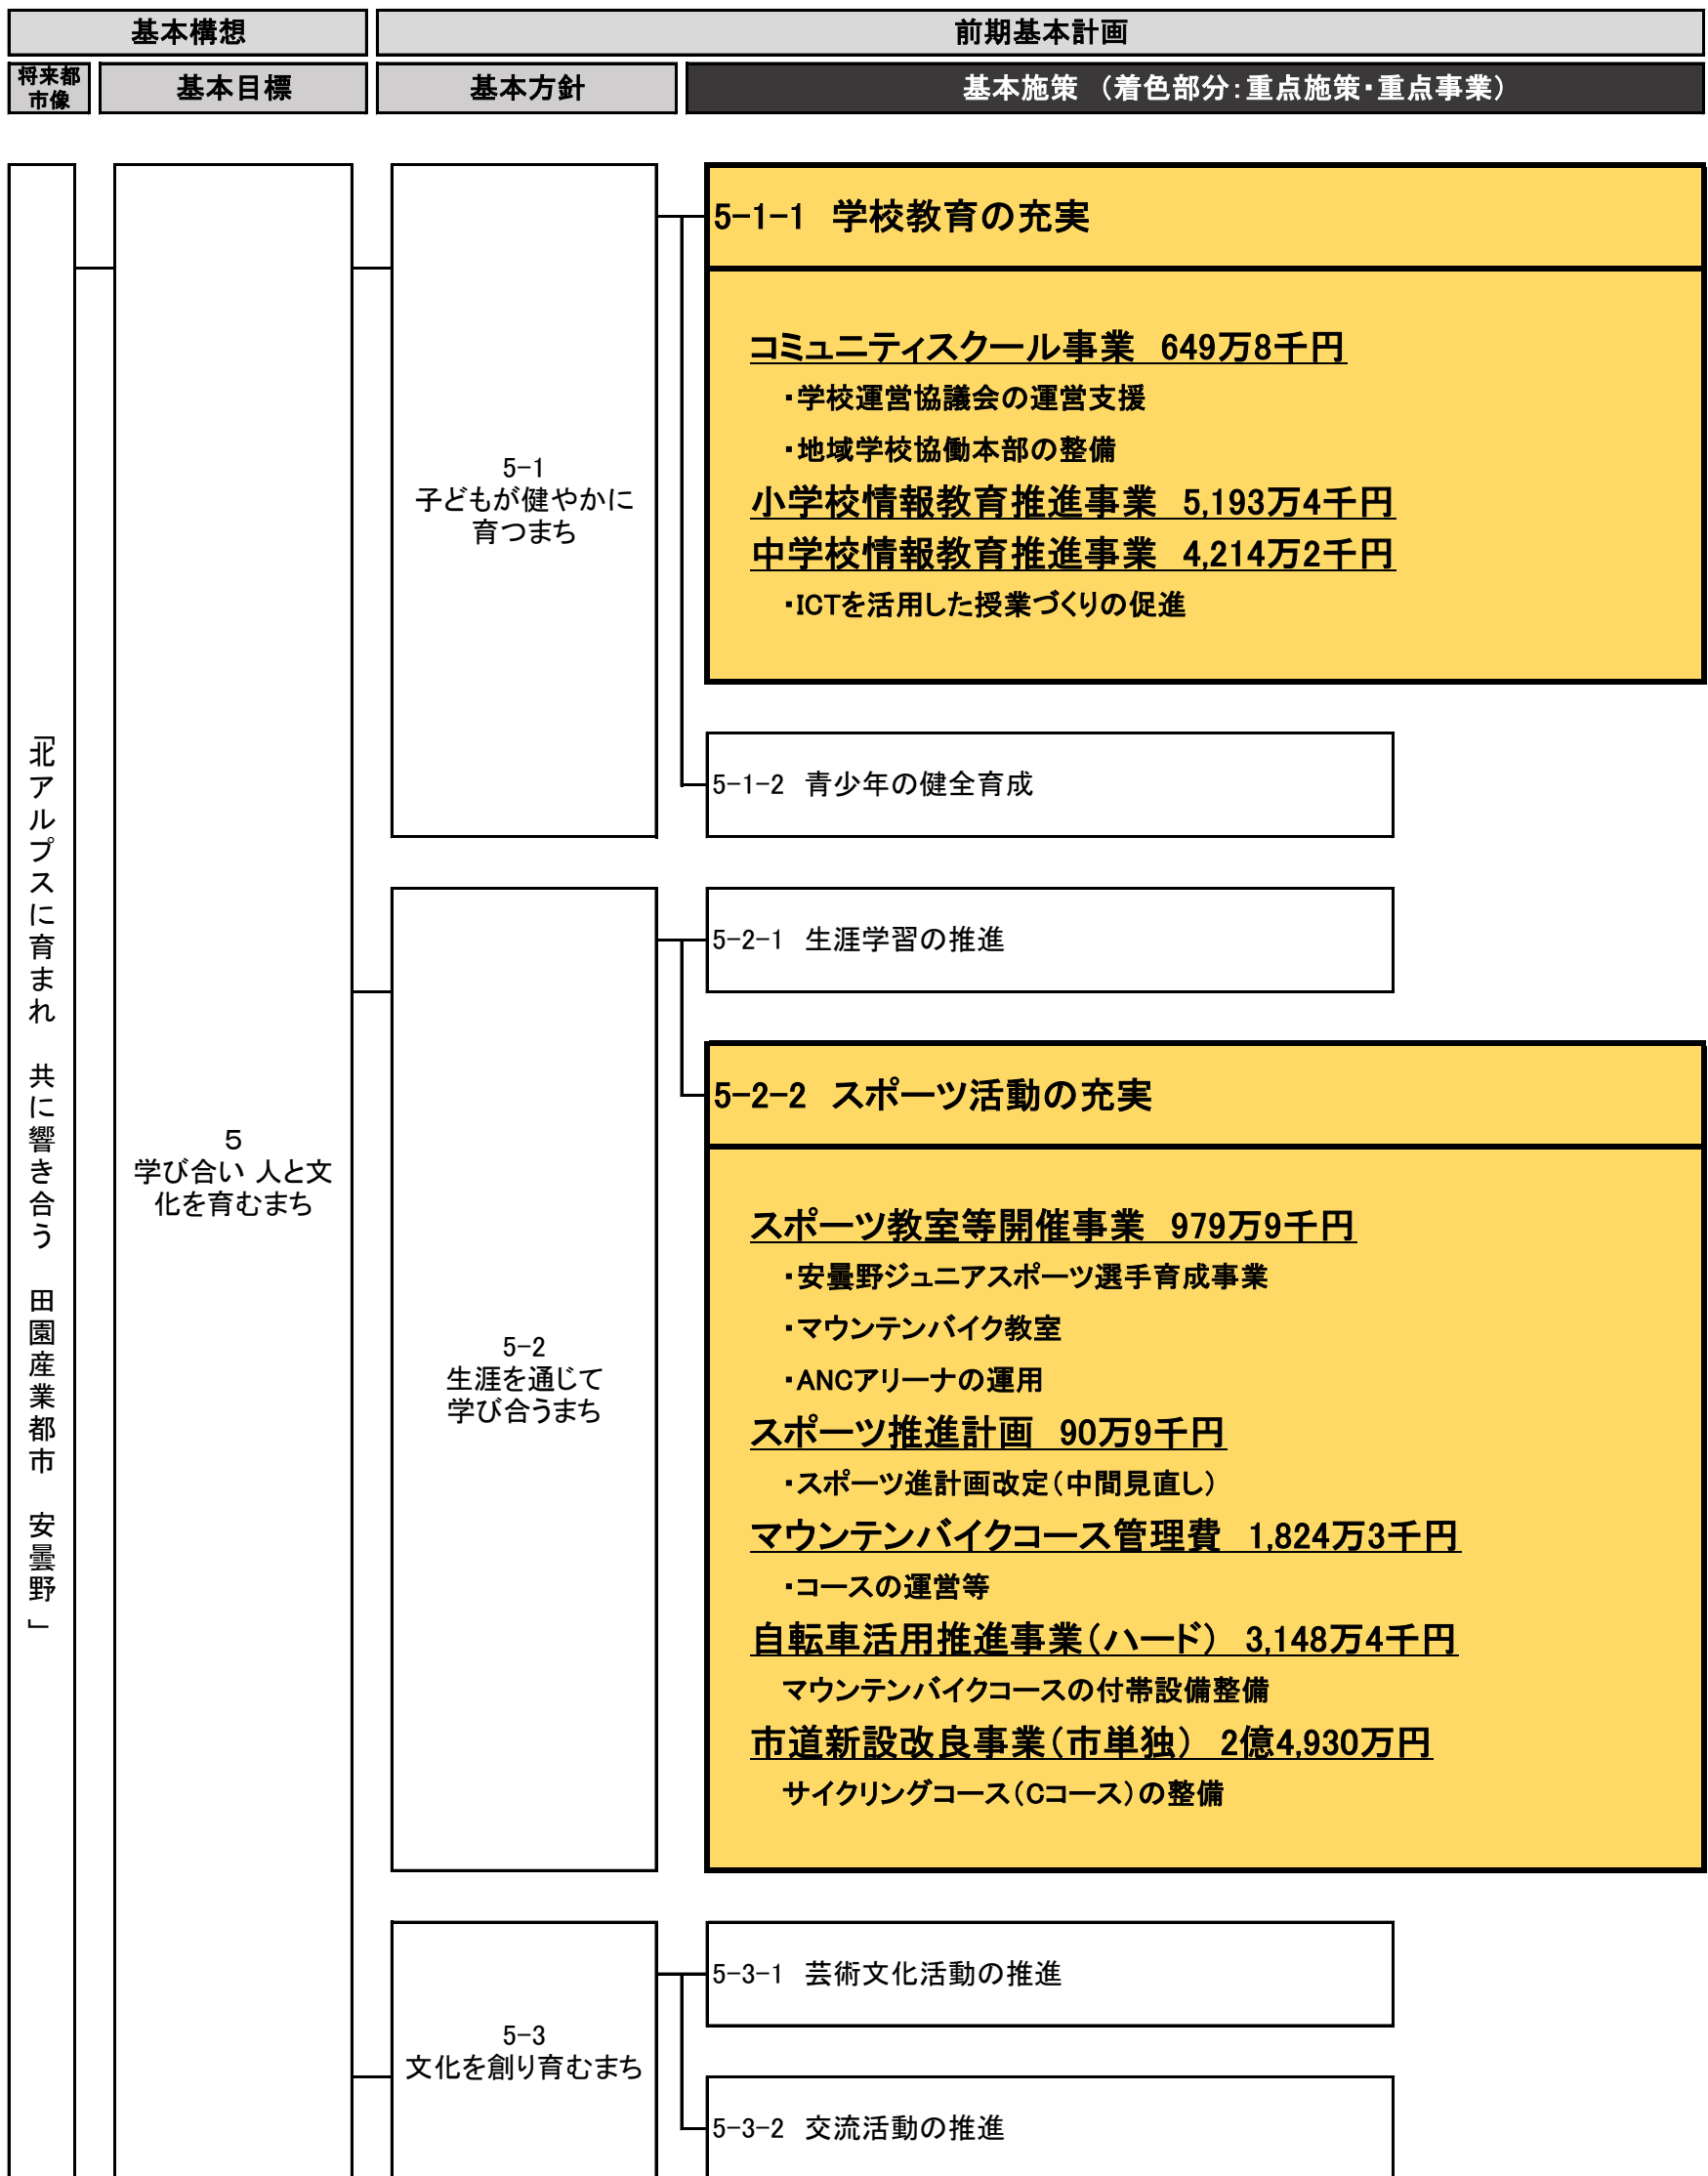 基本構想
前期基本計画
将来都
市像
基本目標
基本方針
基本施策 （着色部分：重点施策・重点事業）
「北アルプスに育まれ　共に響き合う　田園産業都市　安曇野」
5
学び合い 人と文
化を育むまち
5-1
子どもが健やかに
育つまち
5-1-1　学校教育の充実
コミュニティスクール事業　649万8千円
・学校運営協議会の運営支援
・地域学校協働本部の整備
小学校情報教育推進事業　5,193万4千円
中学校情報教育推進事業　4,214万2千円
・ICTを活用した授業づくりの促進
5-1-2　青少年の健全育成
5-2
生涯を通じて
学び合うまち
5-2-1　生涯学習の推進
5-2-2　スポーツ活動の充実
スポーツ教室等開催事業　979万9千円
・安曇野ジュニアスポーツ選手育成事業
・マウンテンバイク教室
・ANCアリーナの運用
スポーツ推進計画　90万9千円
・スポーツ進計画改定（中間見直し）
マウンテンバイクコース管理費　1,824万3千円
・コースの運営等
自転車活用推進事業（ハード）　3,148万4千円
マウンテンバイクコースの付帯設備整備
市道新設改良事業（市単独）　2億4,930万円
サイクリングコース（Cコース）の整備
5-3
文化を創り育むまち
5-3-1　芸術文化活動の推進
5-3-2　交流活動の推進